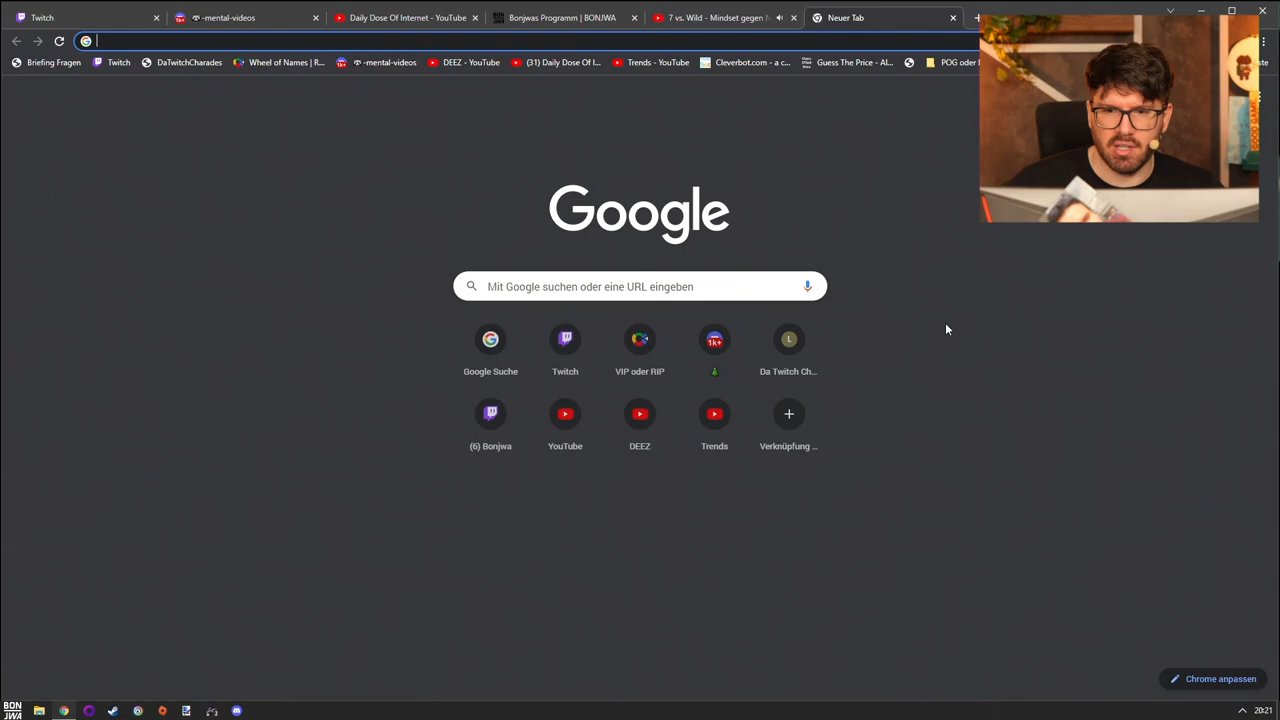 Twitch
-mental-videos
Daily Dose Of Internet - YouTube
Bonjwas Programm | BONJWA
7 vs. Wild - Mindset gegen
Neuer Tab
Briefing Fragen
Twitch
DaTwitchCharades
Wheel of Names | R...
-mental-videos
DEEZ - YouTube
(31) Daily Dose Of I...
Trends - YouTube
Cleverbot.com - a c...
Guess The Price - Al...
POG oder
Google
Mit Google suchen oder eine URL eingeben
1k+
L
Google Suche
Twitch
VIP oder RIP
Da Twitch Ch...
(6) Bonjwa
YouTube
DEEZ
Trends
Verknüpfung ...
Chrome anpassen
BON
JWA
20:21